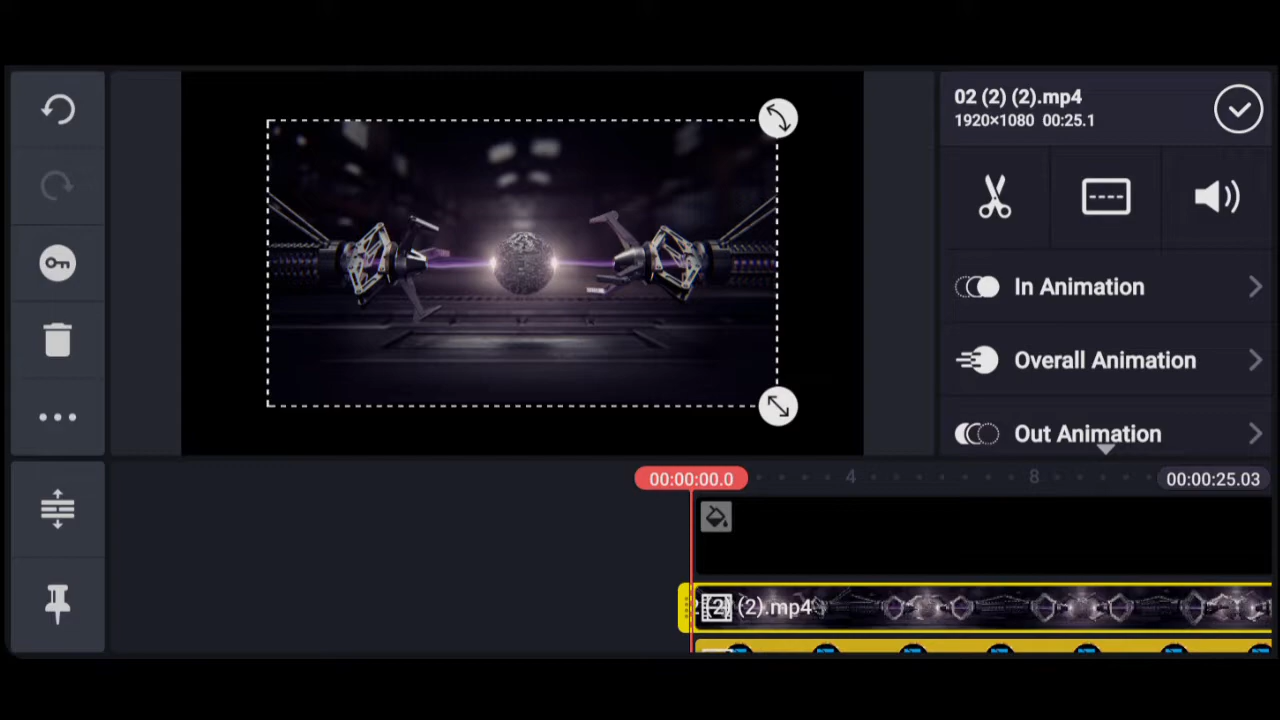 02 (2) (2).mp4
1920×1080 00:25.1
In Animation
Overall Animation
Out Animation
00:00:00.0
4
8
00:00:25.03
(2) (2).mp4